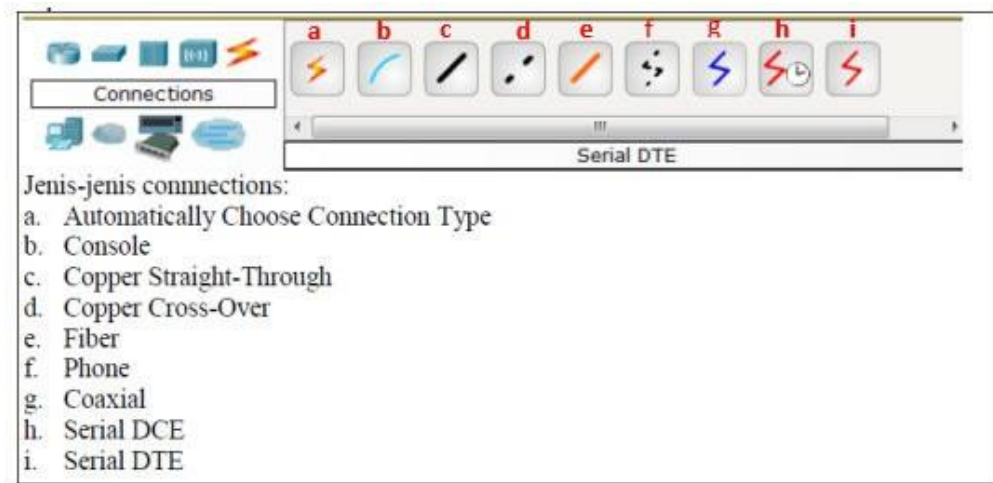 a b c d e f g h i
Connections
Serial DTE
Jenis-jenis connnections:
a. Automatically Choose Connection Type
b. Console
c. Copper Straight-Through
d. Copper Cross-Over
e. Fiber
f. Phone
g. Coaxial
h. Serial DCE
i. Serial DTE